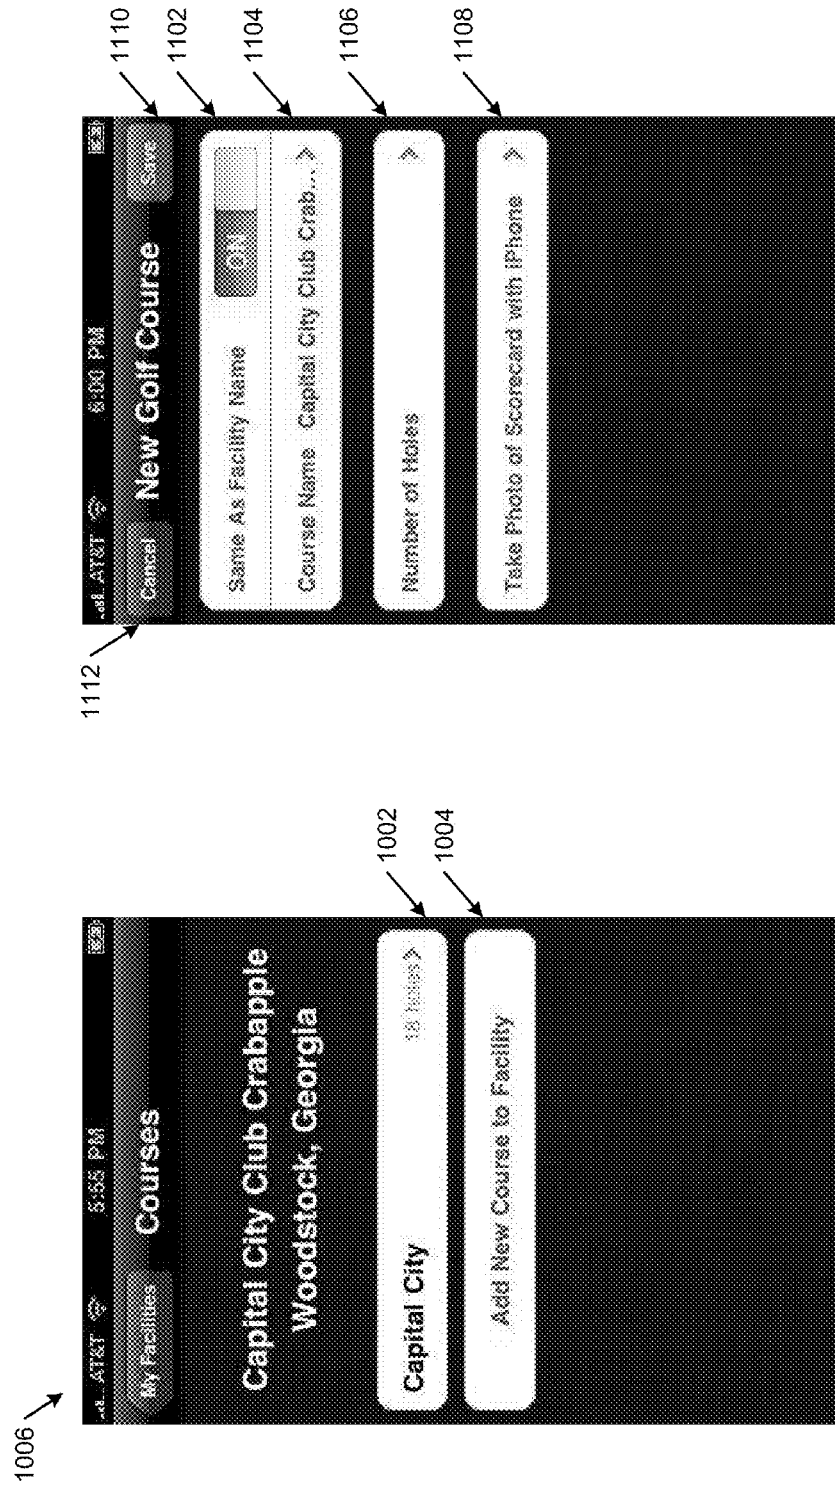 1006
AT&T 5:55 PM
My Facilities Courses
Capital City Club Crabapple
Woodstock, Georgia
Capital City 18 holes
1002
Add New Course to Facility
1004
1112
AT&T 6:00 PM
Cancel New Golf Course Save
1110
Same As Facility Name ON
1102
Course Name Capital City Club Crab...
1104
Number of Holes
1106
Take Photo of Scorecard with iPhone
1108